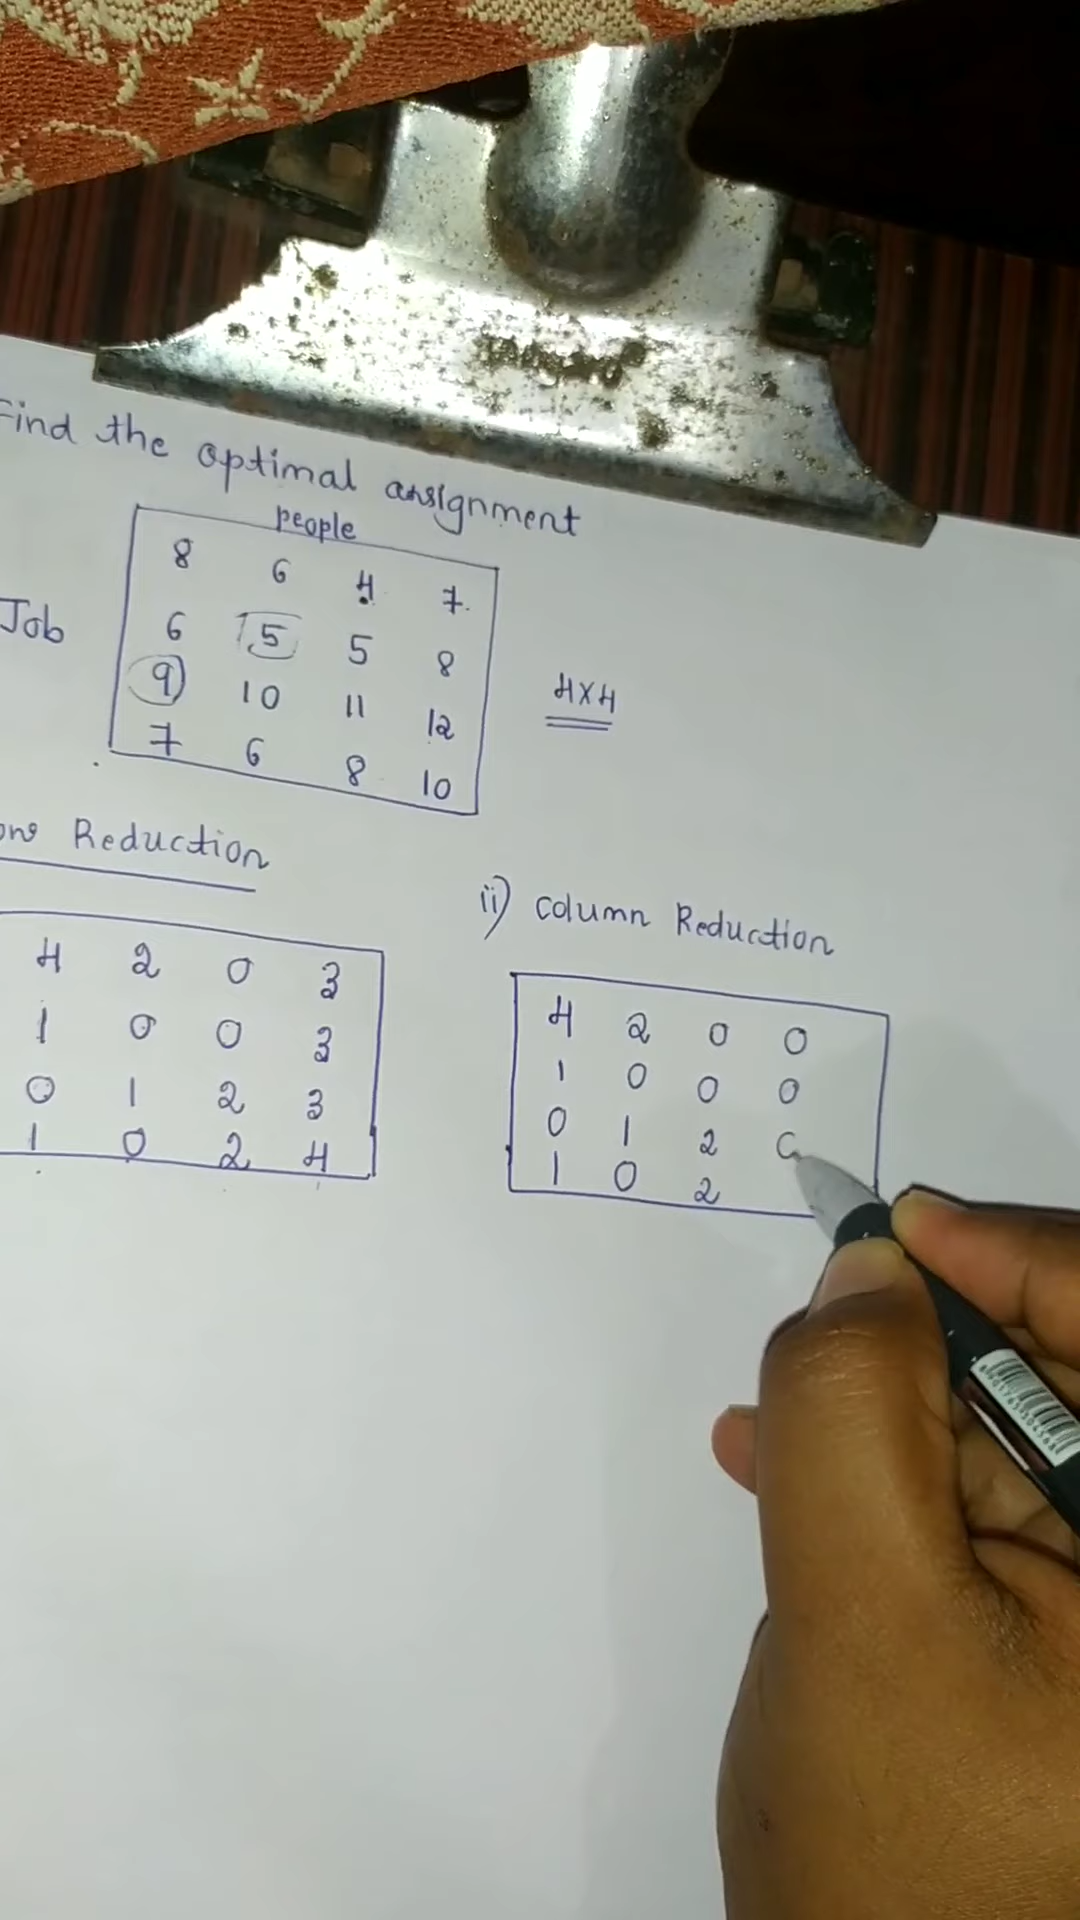 Find the optimal assignment
people
8 6 4 7
Job
6 5 5 8
9 10 11 12
7 6 8 10
4x4
Reduction
4 2 0 3
1 0 0 3
0 1 2 3
1 0 2 4
ii) Column Reduction
4 2 0 0
1 0 0 0
0 1 2
1 0 2